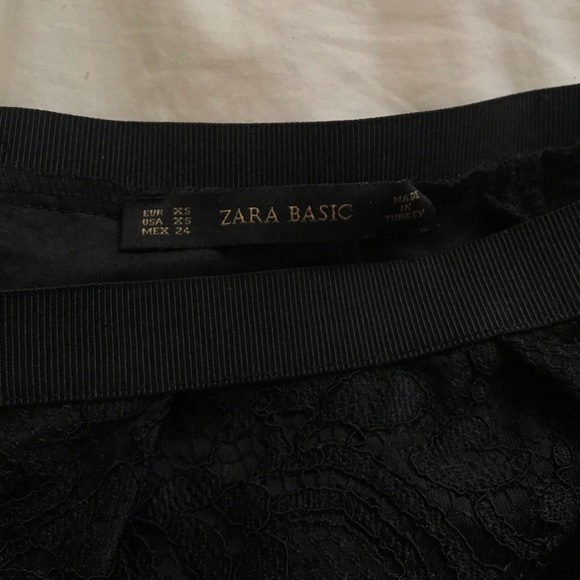 EUR XS
USA XS
MEX 24
ZARA BASIC
MADE
IN
TURKEY